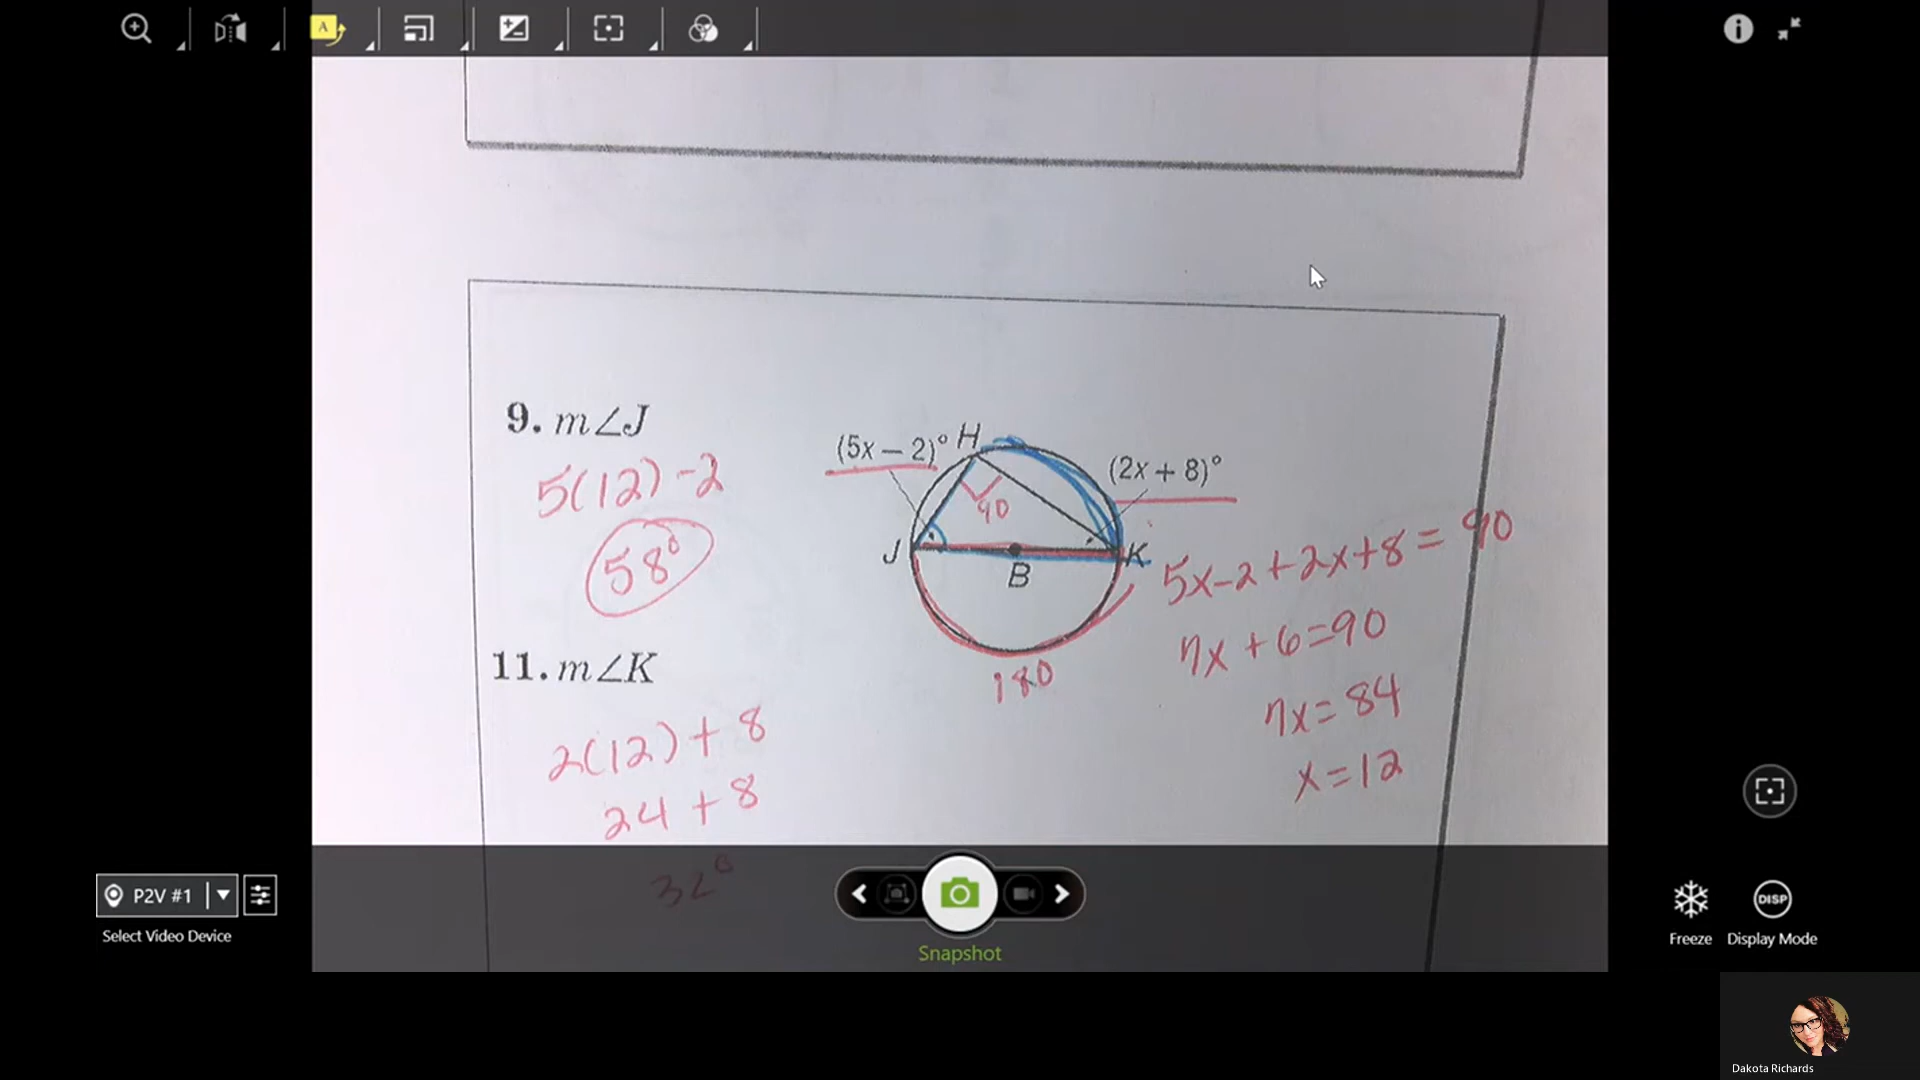 A
9. m∠J
5(12) -2
58°
(5x – 2)°
H
(2x + 8)°
90
J
B
K
180
5x-2+2x+8 = 90
7x + 6 = 90
7x = 84
x = 12
11. m∠K
2(12) + 8
24 + 8
32°
P2V #1
Select Video Device
Snapshot
Freeze
DISP
Display Mode
Dakota Richards